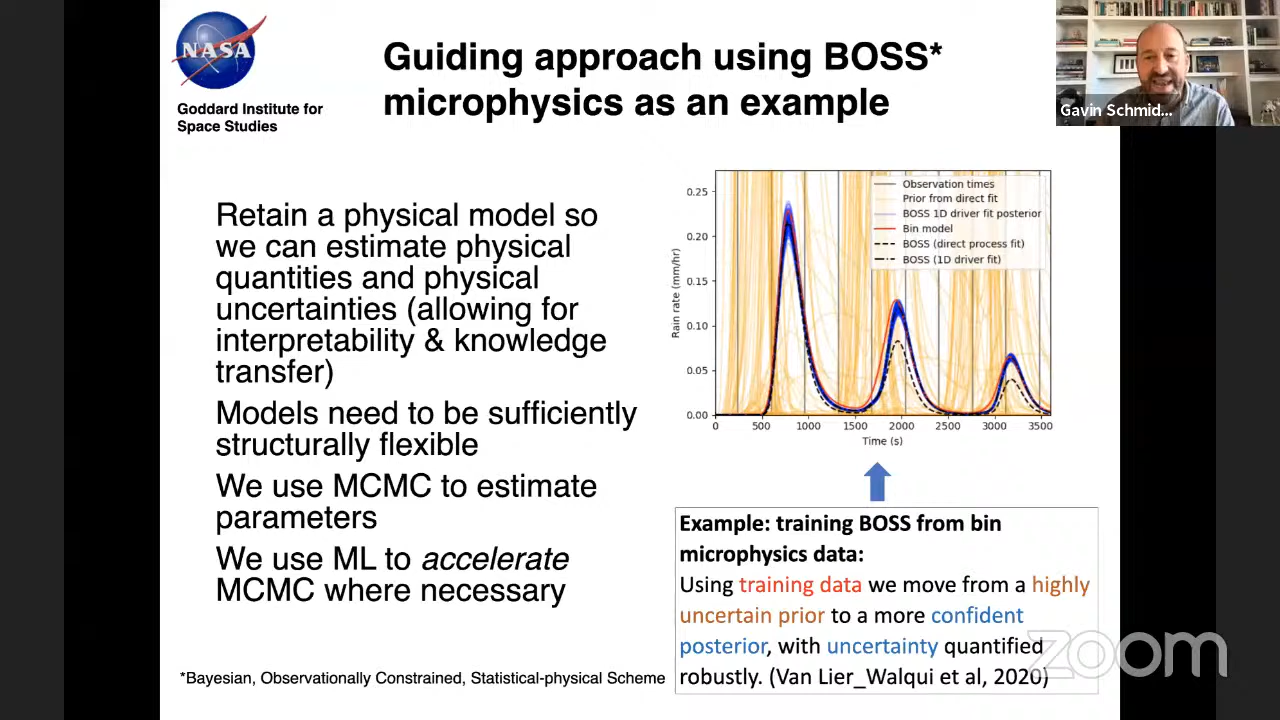 NASA
Goddard Institute for
Space Studies
Guiding approach using BOSS*
microphysics as an example
Gavin Schmid...
Retain a physical model so
we can estimate physical
quantities and physical
uncertainties (allowing for
interpretability & knowledge
transfer)
Models need to be sufficiently
structurally flexible
We use MCMC to estimate
parameters
We use ML to accelerate
MCMC where necessary
*Bayesian, Observationally Constrained, Statistical-physical Scheme
Rain rate (mm/hr)
0.25
0.20
0.15
0.10
0.05
0.00
Observation times
Prior from direct fit
BOSS 1D driver fit posterior
Bin model
BOSS (direct process fit)
BOSS (1D driver fit)
0 500 1000 1500 2000 2500 3000 3500
Time (s)
Example: training BOSS from bin
microphysics data:
Using training data we move from a highly
uncertain prior to a more confident
posterior, with uncertainty quantified
robustly. (Van Lier_Walqui et al, 2020)
zoom